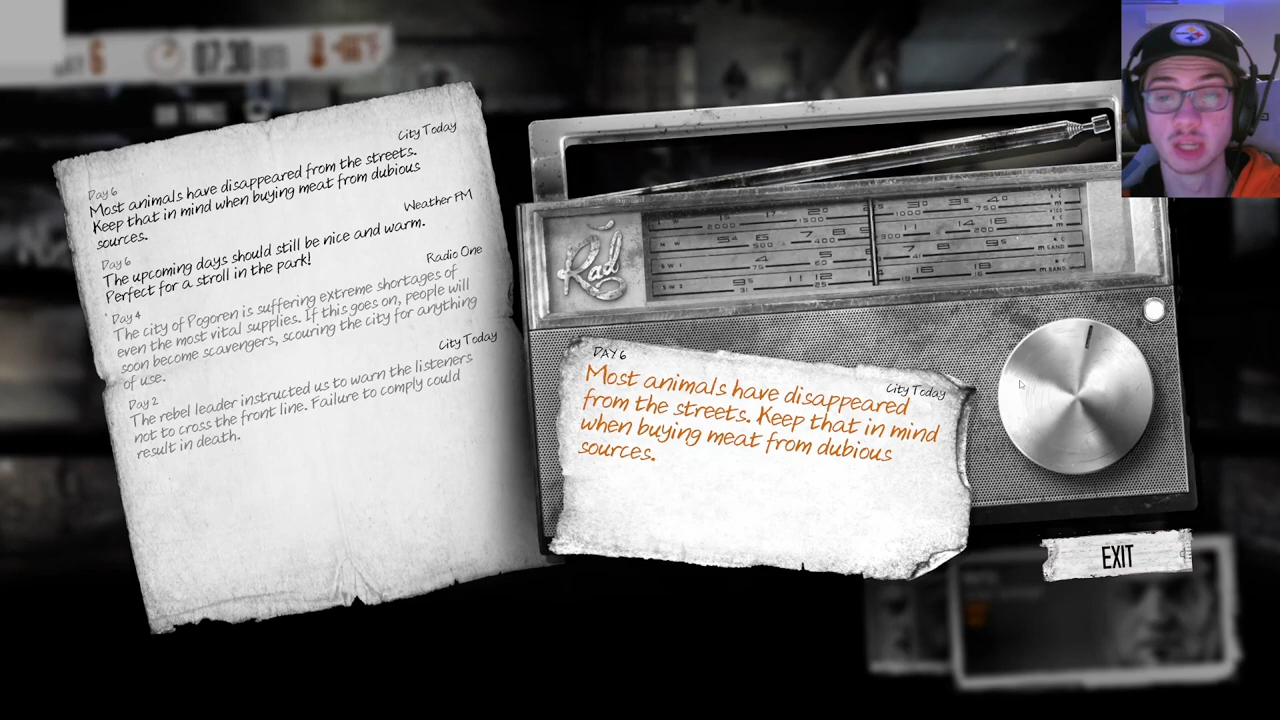 6 07:30
City Today
Day 6
Most animals have disappeared from the streets.
Keep that in mind when buying meat from dubious
sources.
Weather FM
Day 6
The upcoming days should still be nice and warm.
Perfect for a stroll in the park!
Radio One
Day 4
The city of Pogoren is suffering extreme shortages of
even the most vital supplies. If this goes on, people will
soon become scavengers, scouring the city for anything
of use.
City Today
Day 2
The rebel leader instructed us to warn the listeners
not to cross the front line. Failure to comply could
result in death.
Rad
DAY 6
City Today
Most animals have disappeared
from the streets. Keep that in mind
when buying meat from dubious
sources.
EXIT